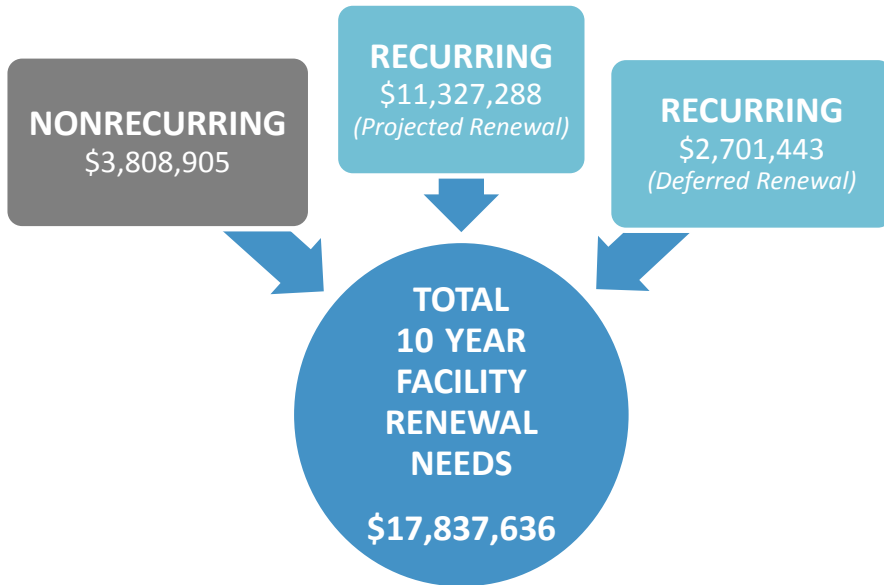 NONRECURRING
$3,808,905
RECURRING
$11,327,288
(Projected Renewal)
RECURRING
$2,701,443
(Deferred Renewal)
TOTAL
10 YEAR
FACILITY
RENEWAL
NEEDS
$17,837,636